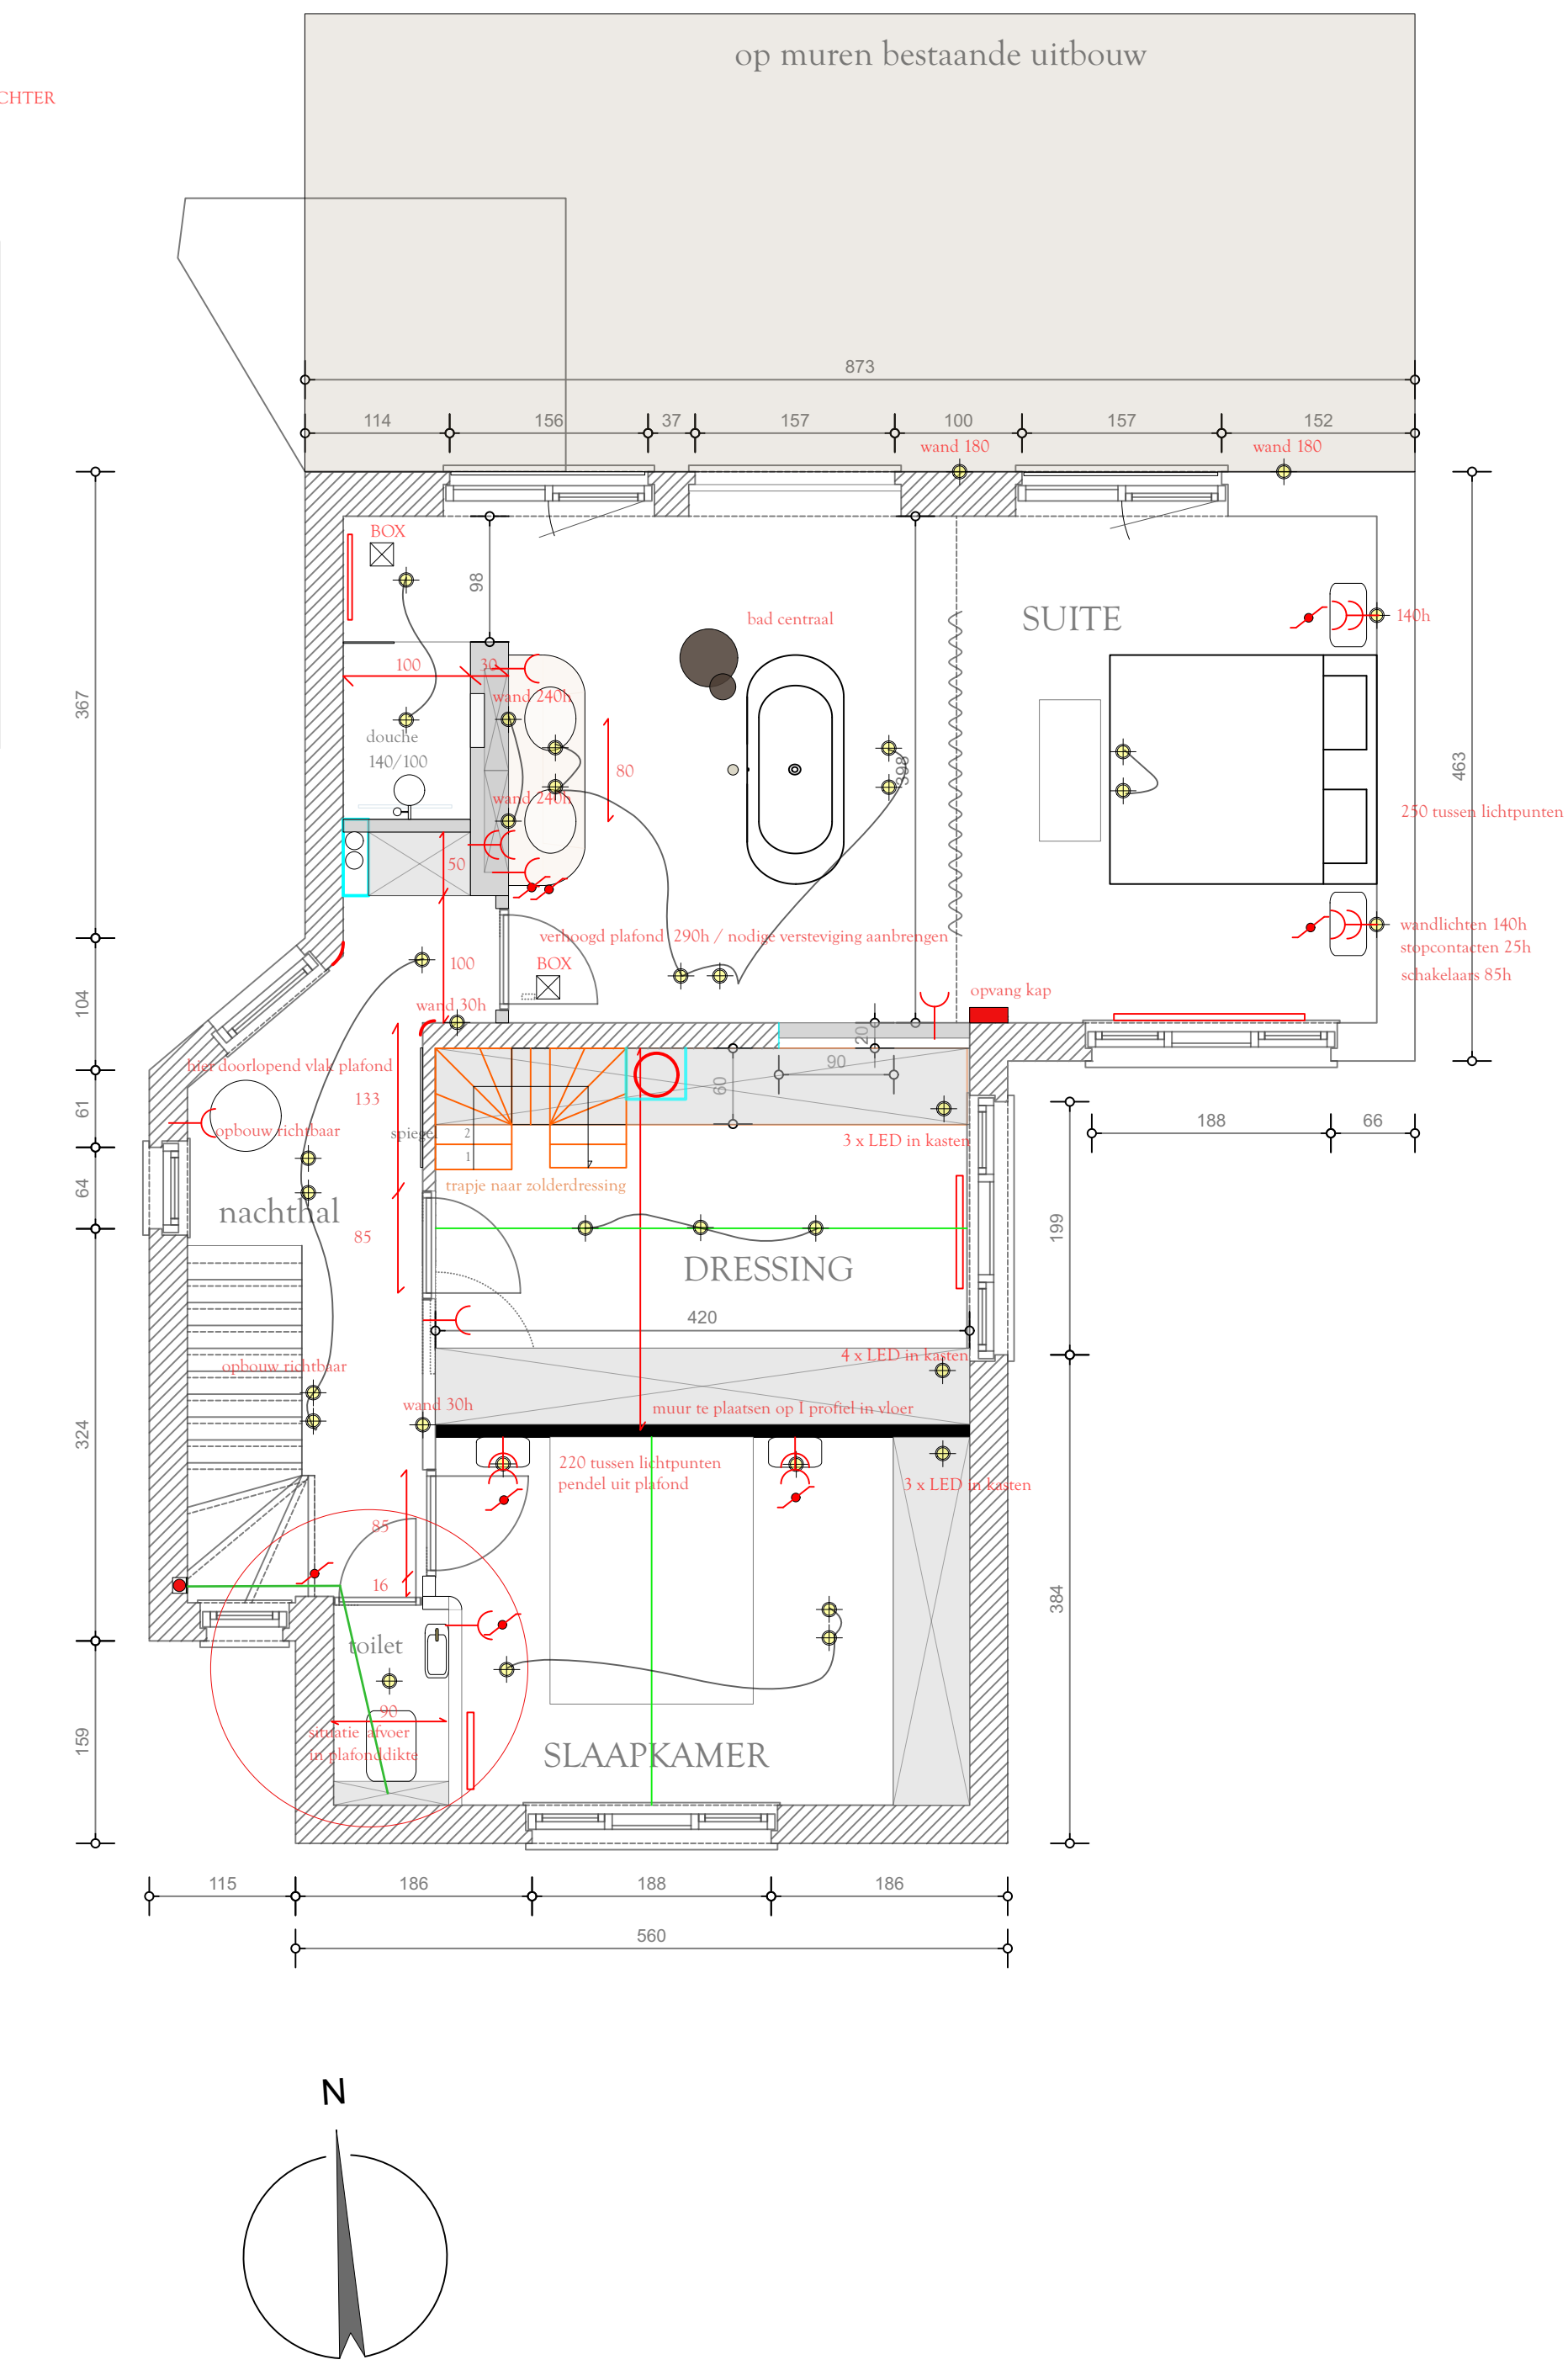 op muren bestaande uitbouw
CHTER
873
114
156
37
157
100
157
152
wand 180
wand 180
BOX
98
367
bad centraal
SUITE
140h
100
30
wand 240h
douche
140/100
80
398
463
wand 240h
250 tussen lichtpunten
50
wandlichten 140h
stopcontacten 25h
schakelaars 85h
verhoogd plafond 290h / nodige versteviging aanbrengen
100
BOX
opvang kap
wand 30h
104
20
hier doorlopend vlak plafond
90
60
133
61
188
66
opbouw richtbaar
spiegel
2
1
3 x LED in kasten
trapje naar zolderdressing
64
nachthal
85
199
DRESSING
420
opbouw richtbaar
4 x LED in kasten
wand 30h
muur te plaatsen op I profiel in vloer
324
220 tussen lichtpunten
pendel uit plafond
3 x LED in kasten
85
16
384
toilet
90
situatie afvoer
in plafonddikte
159
SLAAPKAMER
115
186
188
186
560
N